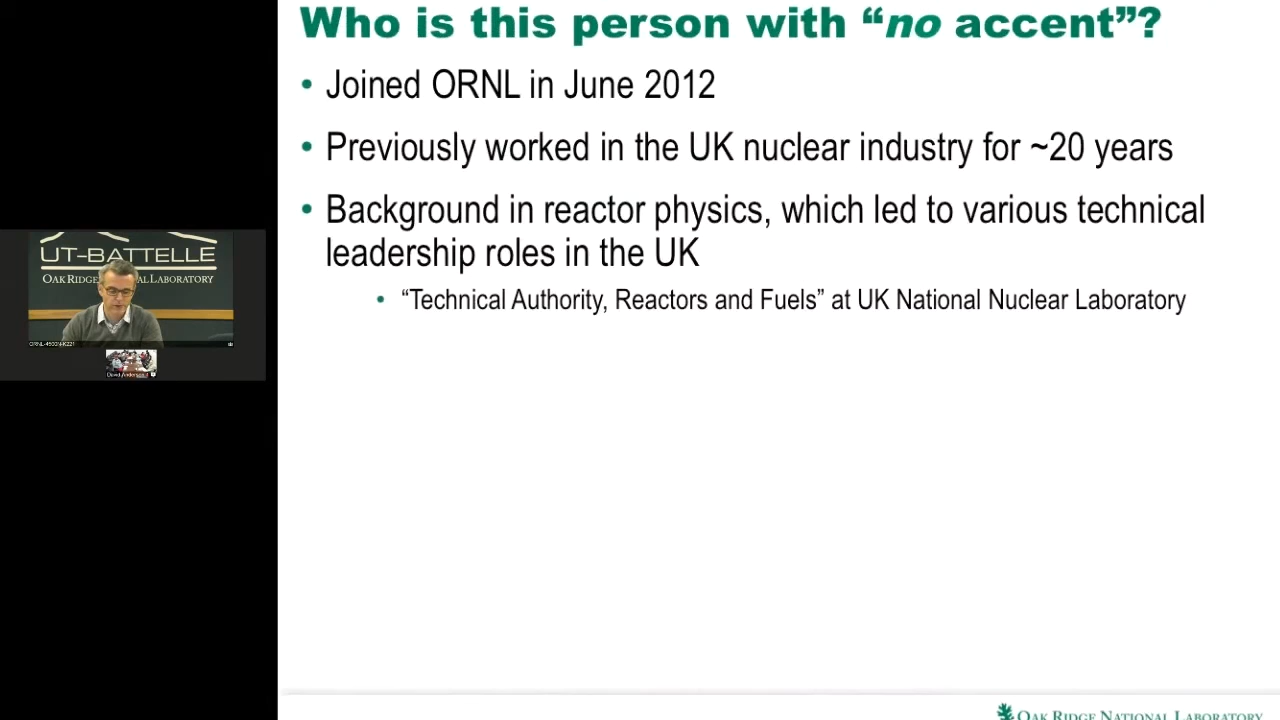 Who is this person with “no accent”?
• Joined ORNL in June 2012
• Previously worked in the UK nuclear industry for ~20 years
• Background in reactor physics, which led to various technical
leadership roles in the UK
• “Technical Authority, Reactors and Fuels” at UK National Nuclear Laboratory
UT-BATTELLE
OAK RIDGE NATIONAL LABORATORY
David Anderson
OAK RIDGE NATIONAL LABORATORY